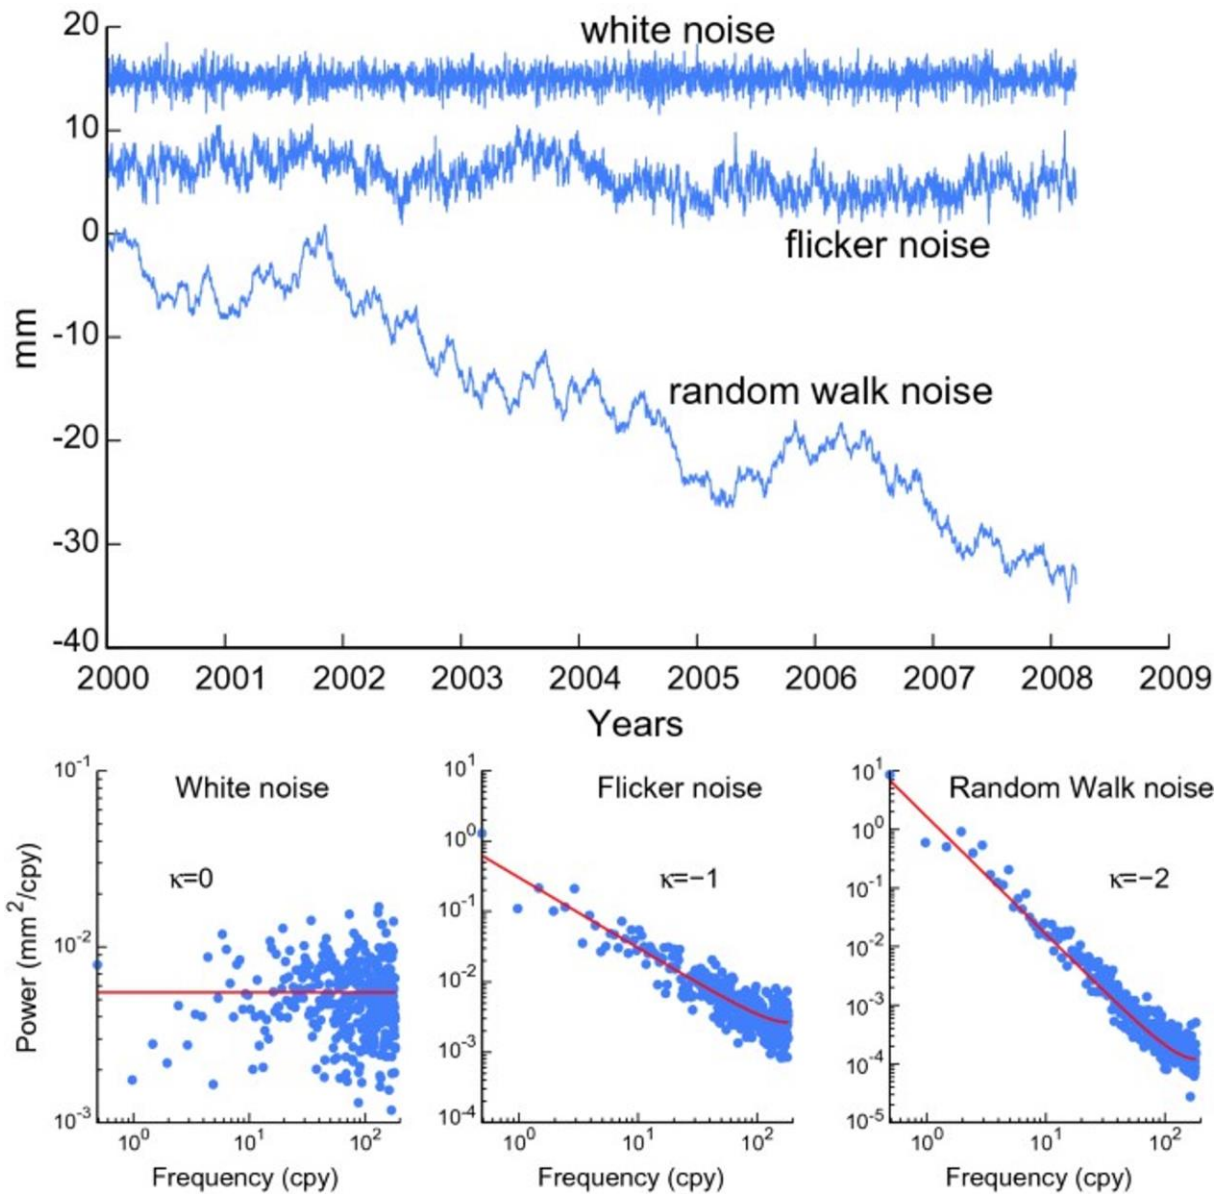 white noise
flicker noise
random walk noise
20
10
0
-10
-20
-30
-40
mm
2000 2001 2002 2003 2004 2005 2006 2007 2008 2009
Years
White noise
κ=0
10^-1
10^-2
10^-3
Power (mm^2/cpy)
10^0 10^1 10^2
Frequency (cpy)
Flicker noise
κ=−1
10^1
10^0
10^-1
10^-2
10^-3
10^-4
10^0 10^1 10^2
Frequency (cpy)
Random Walk noise
κ=−2
10^1
10^0
10^-1
10^-2
10^-3
10^-4
10^-5
10^0 10^1 10^2
Frequency (cpy)